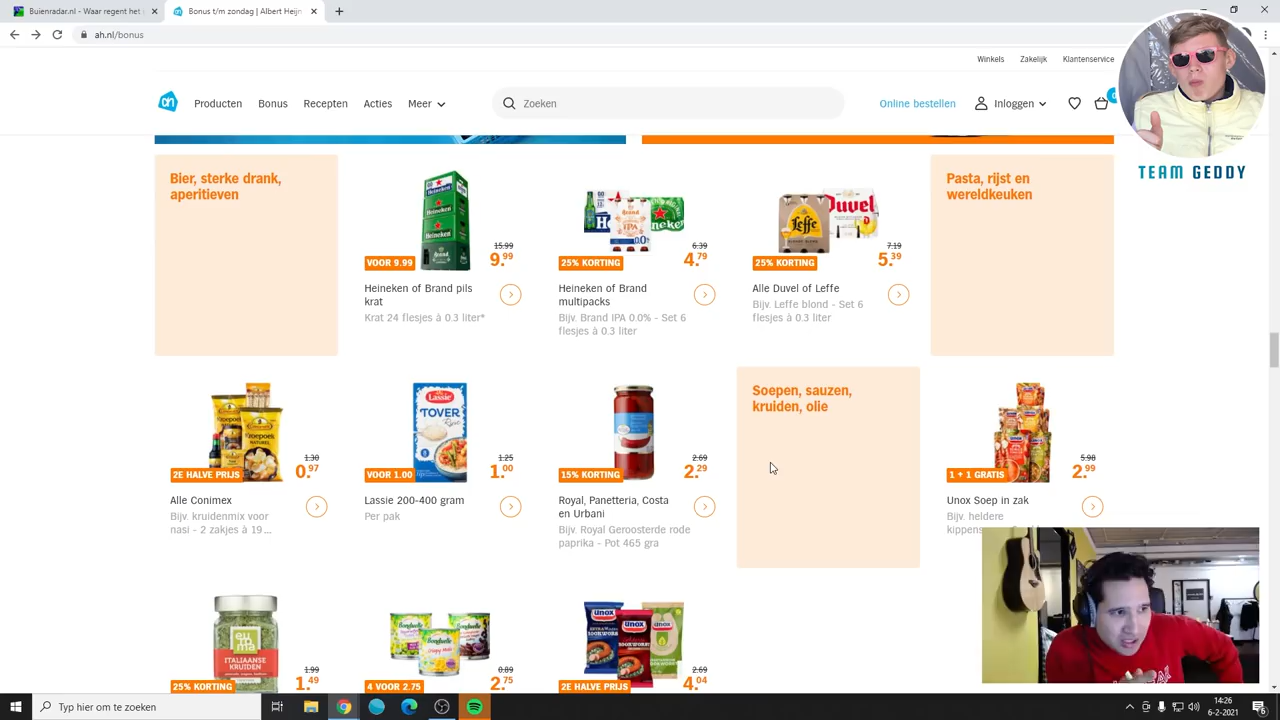 Buienradar.nl - Waar regent het
Bonus t/m zondag | Albert Heijn
ah.nl/bonus
Winkels
Zakelijk
Klantenservice
Producten
Bonus
Recepten
Acties
Meer
Zoeken
Online bestellen
Inloggen
TEAM GEDDY
Bier, sterke drank,
aperitieven
VOOR 9.99
15.99
9.99
Heineken of Brand pils
krat
Krat 24 flesjes à 0.3 liter*
25% KORTING
6.39
4.79
Heineken of Brand
multipacks
Bijv. Brand IPA 0.0% - Set 6
flesjes à 0.3 liter
25% KORTING
7.19
5.39
Alle Duvel of Leffe
Bijv. Leffe blond - Set 6
flesjes à 0.3 liter
Pasta, rijst en
wereldkeuken
2E HALVE PRIJS
1.30
0.97
Alle Conimex
Bijv. kruidenmix voor
nasi - 2 zakjes à 19...
Lassie
TOVER
VOOR 1.00
1.25
1.00
Lassie 200-400 gram
Per pak
15% KORTING
2.69
2.29
Royal, Panetteria, Costa
en Urbani
Bijv. Royal Geroosterde rode
paprika - Pot 465 gra
Soepen, sauzen,
kruiden, olie
1 + 1 GRATIS
5.98
2.99
Unox Soep in zak
Bijv. heldere
ITALIAANSE
KRUIDEN
25% KORTING
1.99
1.49
4 VOOR 2.75
0.89
2.75
unox
unox
unox
2E HALVE PRIJS
2.69
4.04
Typ hier om te zoeken
14:26
6-2-2021